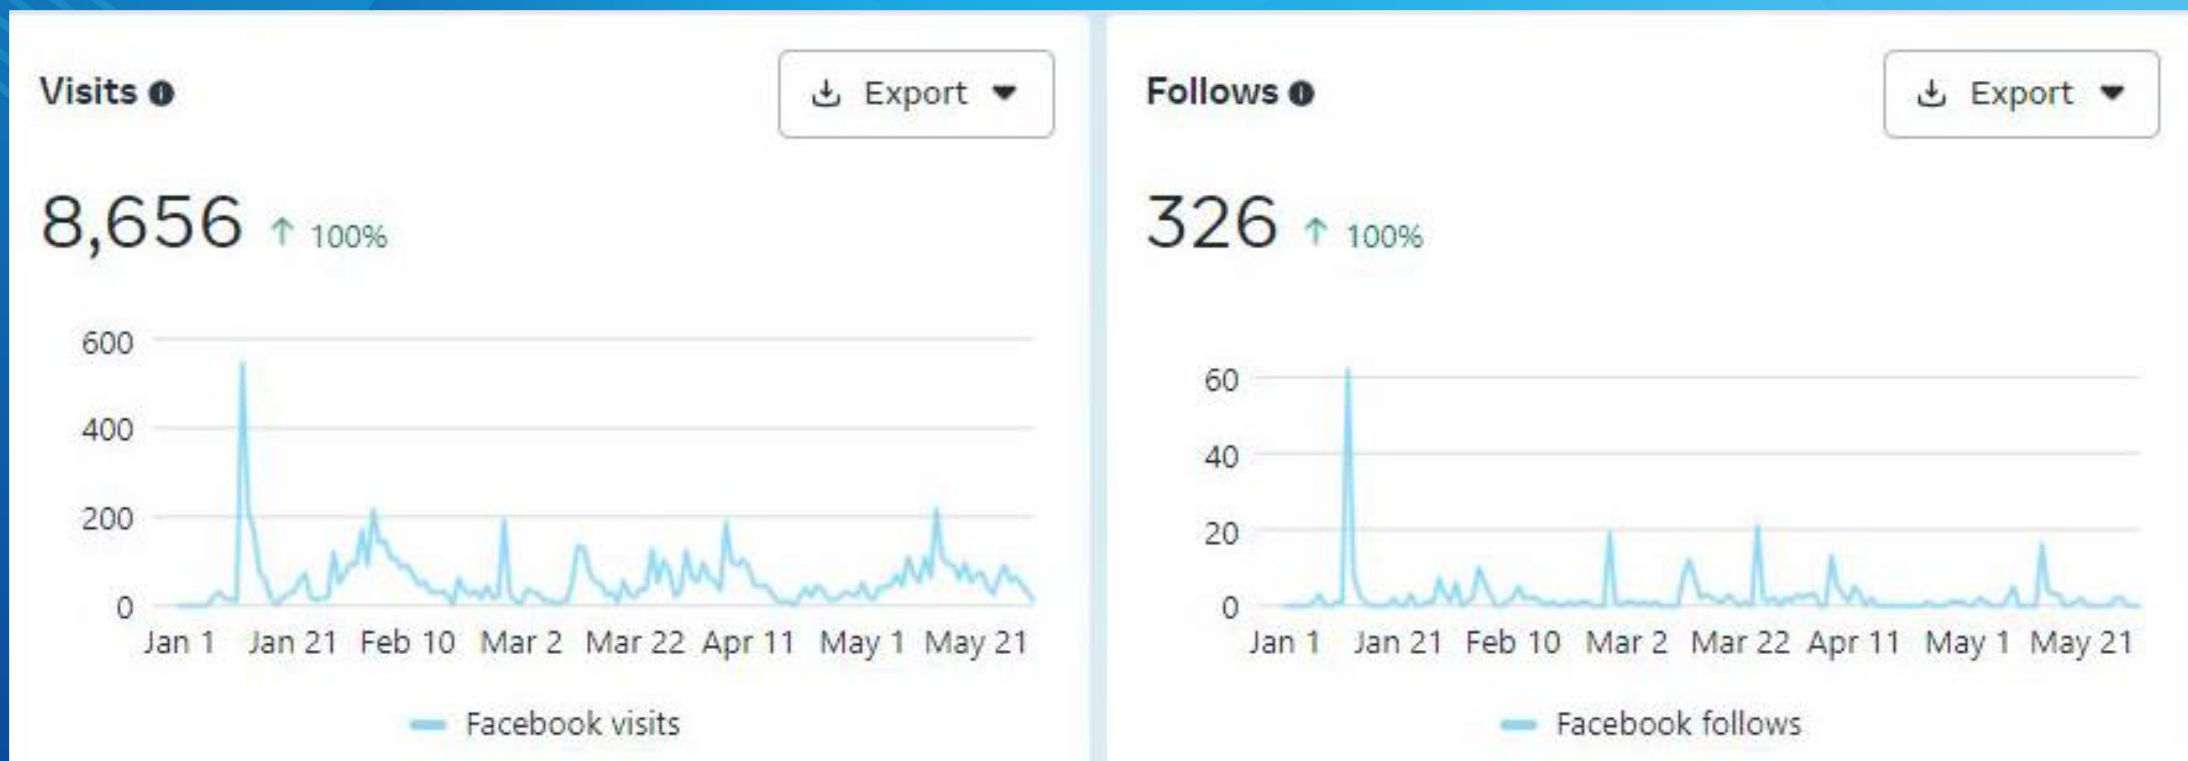 Visits
Export
8,656 ↑ 100%
600
400
200
0
Jan 1 Jan 21 Feb 10 Mar 2 Mar 22 Apr 11 May 1 May 21
Facebook visits
Follows
Export
326 ↑ 100%
60
40
20
0
Jan 1 Jan 21 Feb 10 Mar 2 Mar 22 Apr 11 May 1 May 21
Facebook follows